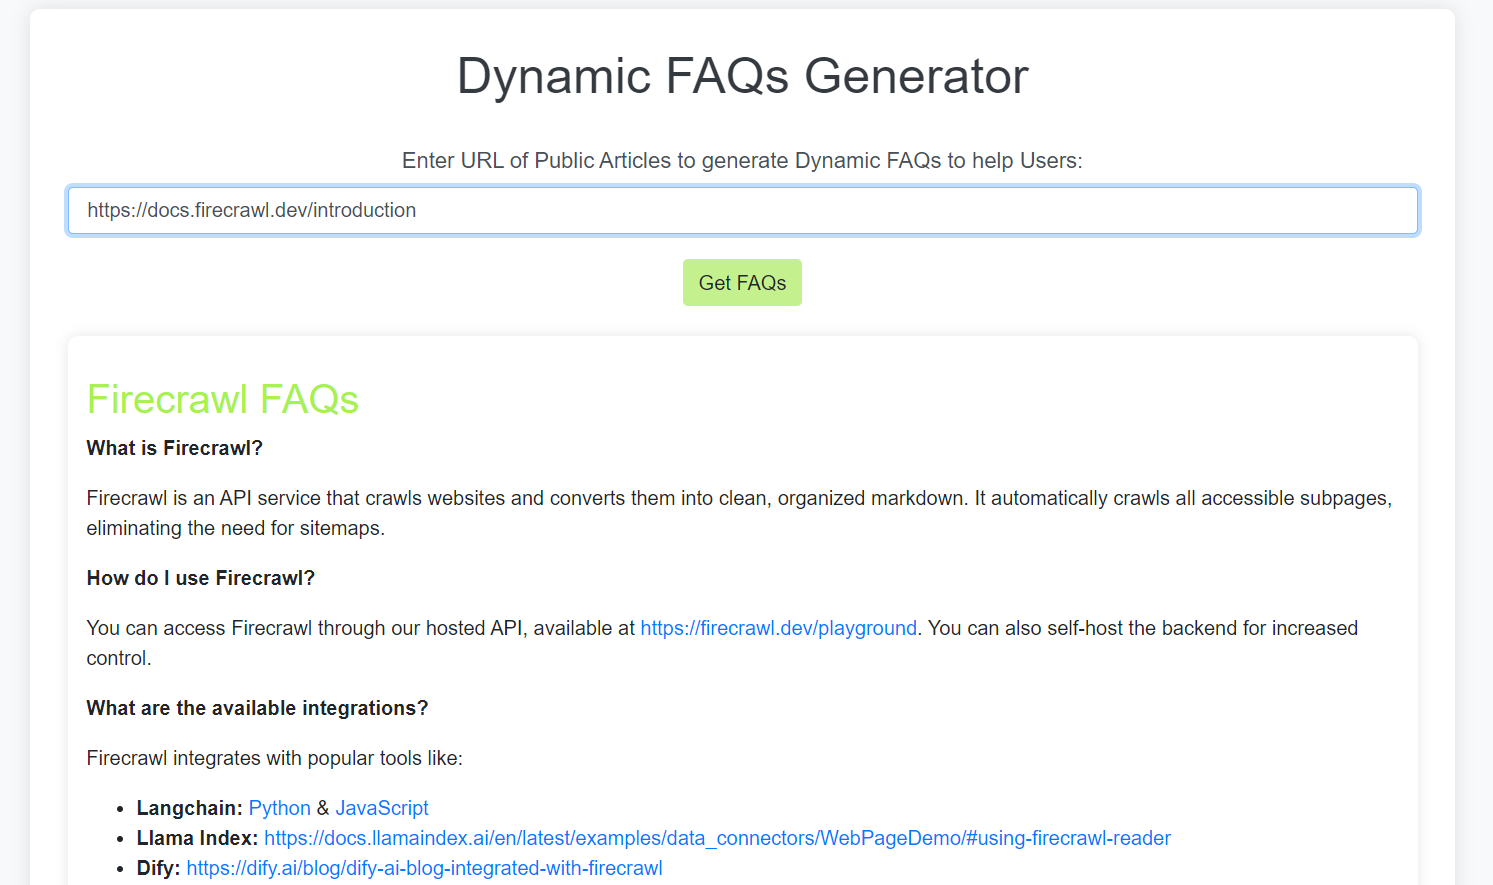 Dynamic FAQs Generator
Enter URL of Public Articles to generate Dynamic FAQs to help Users:
https://docs.firecrawl.dev/introduction
Get FAQs
Firecrawl FAQs
What is Firecrawl?
Firecrawl is an API service that crawls websites and converts them into clean, organized markdown. It automatically crawls all accessible subpages,
eliminating the need for sitemaps.
How do I use Firecrawl?
You can access Firecrawl through our hosted API, available at https://firecrawl.dev/playground. You can also self-host the backend for increased
control.
What are the available integrations?
Firecrawl integrates with popular tools like:
• Langchain: Python & JavaScript
• Llama Index: https://docs.llamaindex.ai/en/latest/examples/data_connectors/WebPageDemo/#using-firecrawl-reader
• Dify: https://dify.ai/blog/dify-ai-blog-integrated-with-firecrawl